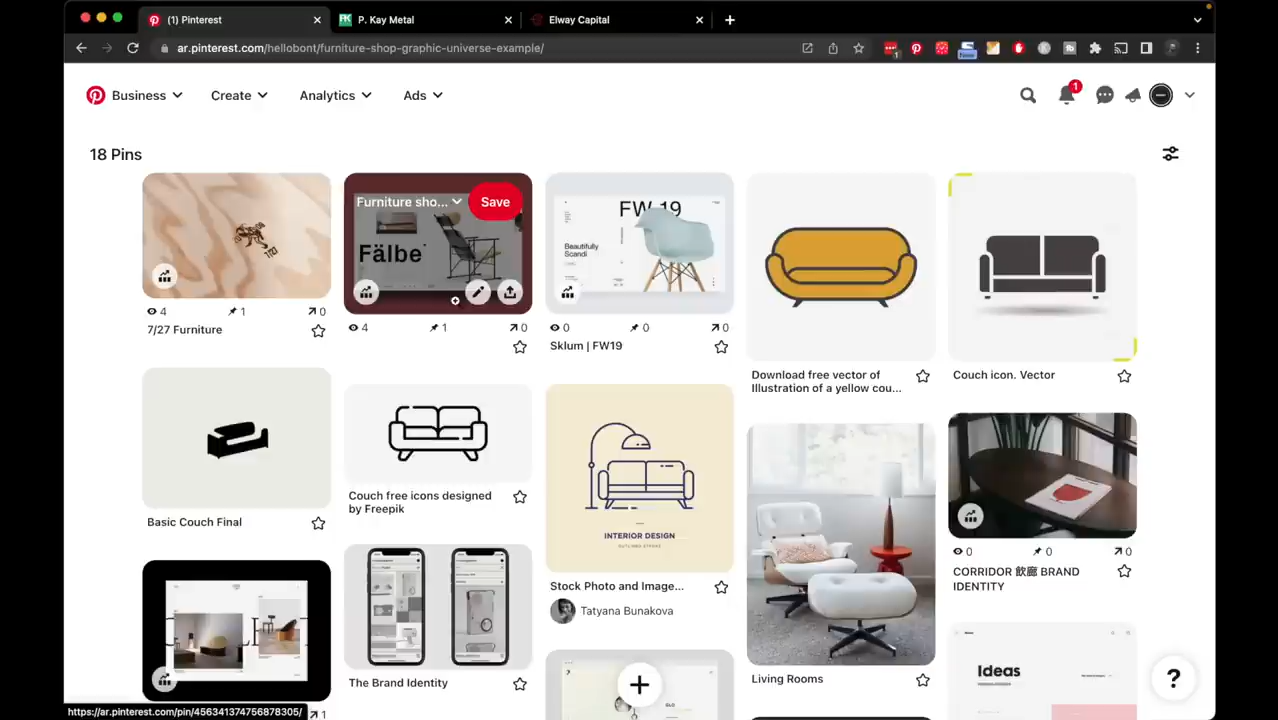 (1) Pinterest
P. Kay Metal
Elway Capital
ar.pinterest.com/hellobont/furniture-shop-graphic-universe-example/
Business
Create
Analytics
Ads
1
18 Pins
Furniture sho...
Save
Fälbe
FW 19
Beautifully
Scandi
4
1
0
7/27 Furniture
4
1
0
0
0
0
Sklum | FW19
Download free vector of
Illustration of a yellow cou...
Couch icon. Vector
Basic Couch Final
Couch free icons designed
by Freepik
INTERIOR DESIGN
Stock Photo and Image...
Tatyana Bunakova
Living Rooms
0
0
0
CORRIDOR 飲廊 BRAND
IDENTITY
The Brand Identity
Ideas
?
https://ar.pinterest.com/pin/456341374756878305/
1